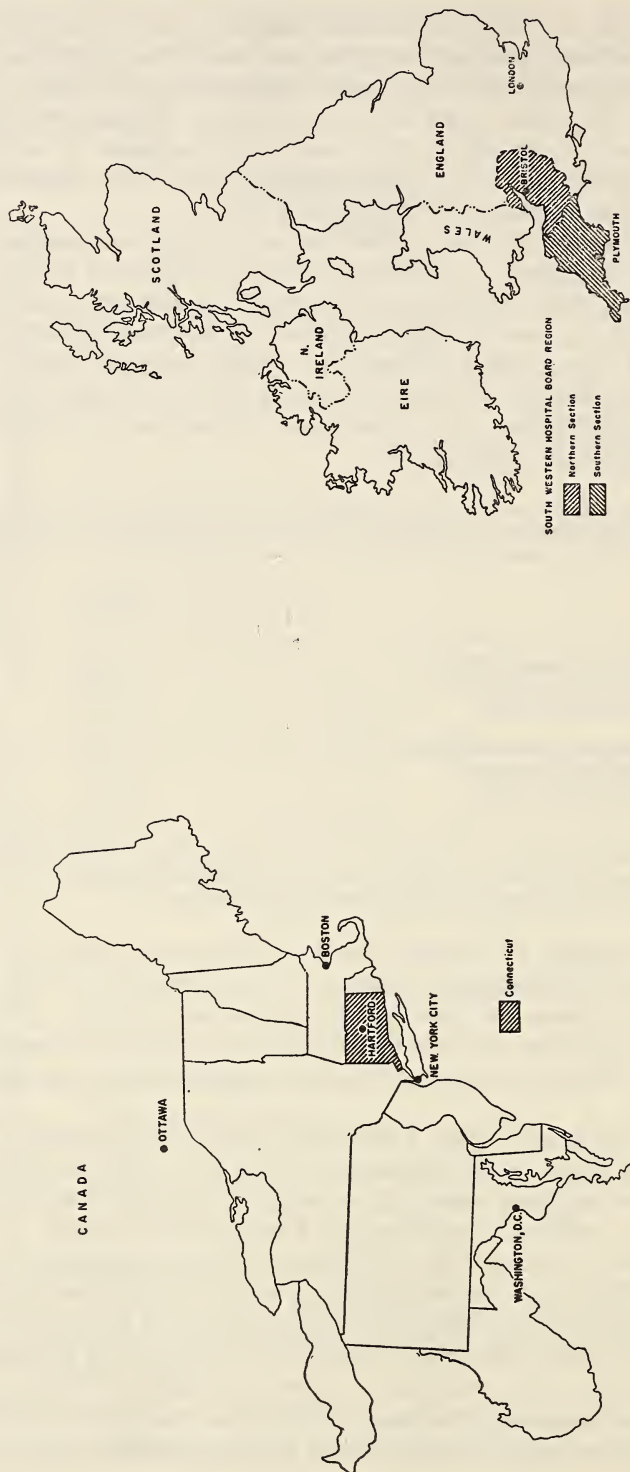 CANADA
OTTAWA
BOSTON
HARTFORD
NEW YORK CITY
WASHINGTON, D.C.
Connecticut
SCOTLAND
N.
IRELAND
EIRE
ENGLAND
WALES
LONDON
BRISTOL
PLYMOUTH
SOUTH WESTERN HOSPITAL BOARD REGION
Northern Section
Southern Section